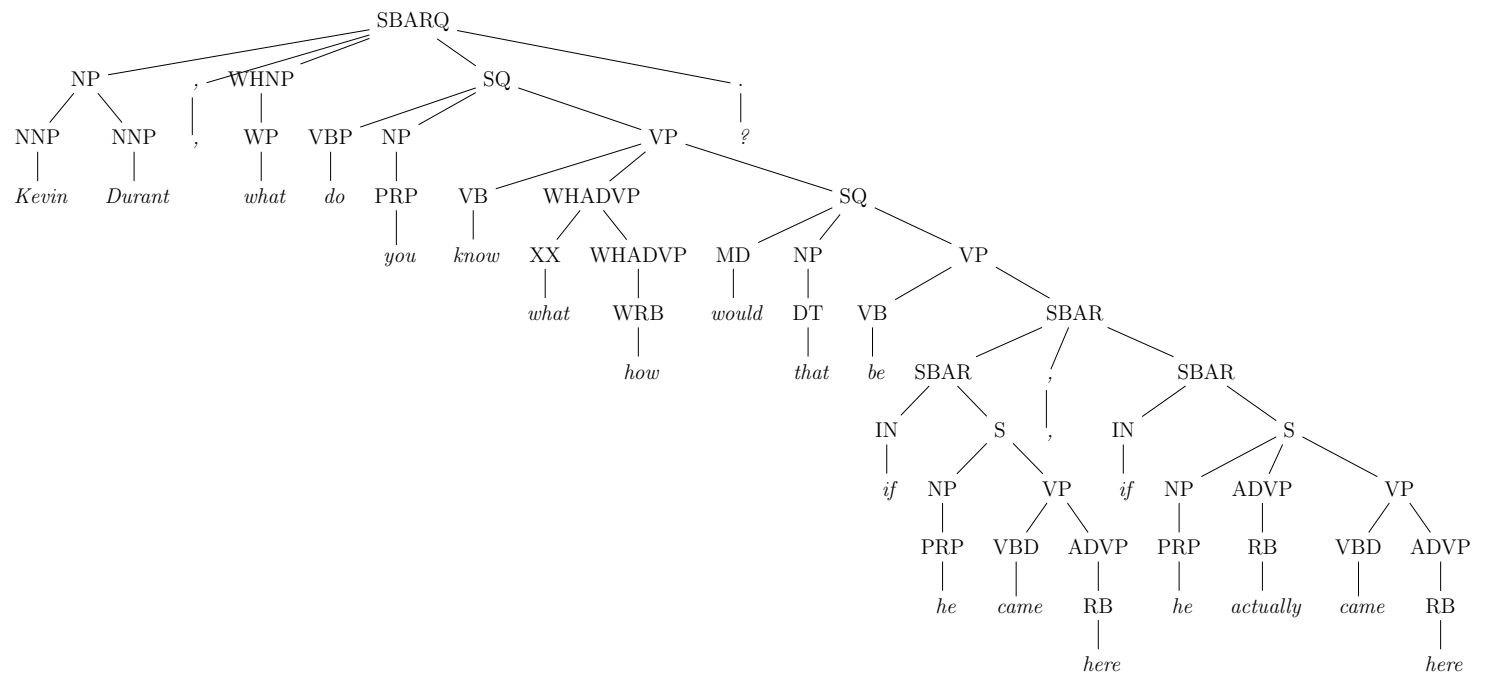 SBARQ
NP , WHNP SQ .
NNP NNP , WP VBP NP VP ?
Kevin Durant what do PRP VB WHADVP SQ
you know XX WHADVP MD NP VP
what WRB would DT VB SBAR
how that be SBAR , SBAR
IN S , IN S
if NP VP if NP ADVP VP
PRP VBD ADVP PRP RB VBD ADVP
he came RB he actually came RB
here here